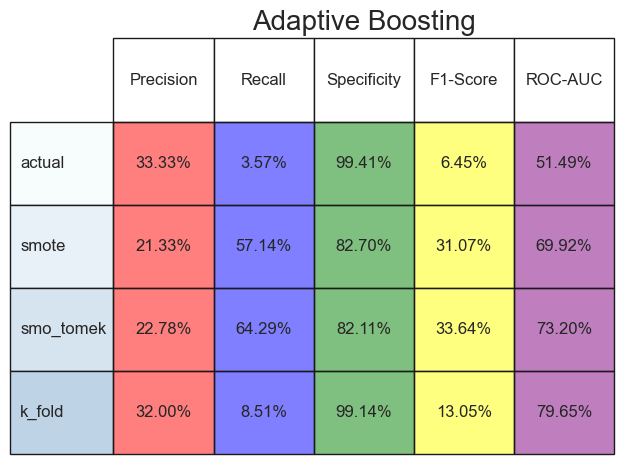 Adaptive Boosting
Precision Recall Specificity F1-Score ROC-AUC
actual 33.33% 3.57% 99.41% 6.45% 51.49%
smote 21.33% 57.14% 82.70% 31.07% 69.92%
smo_tomek 22.78% 64.29% 82.11% 33.64% 73.20%
k_fold 32.00% 8.51% 99.14% 13.05% 79.65%